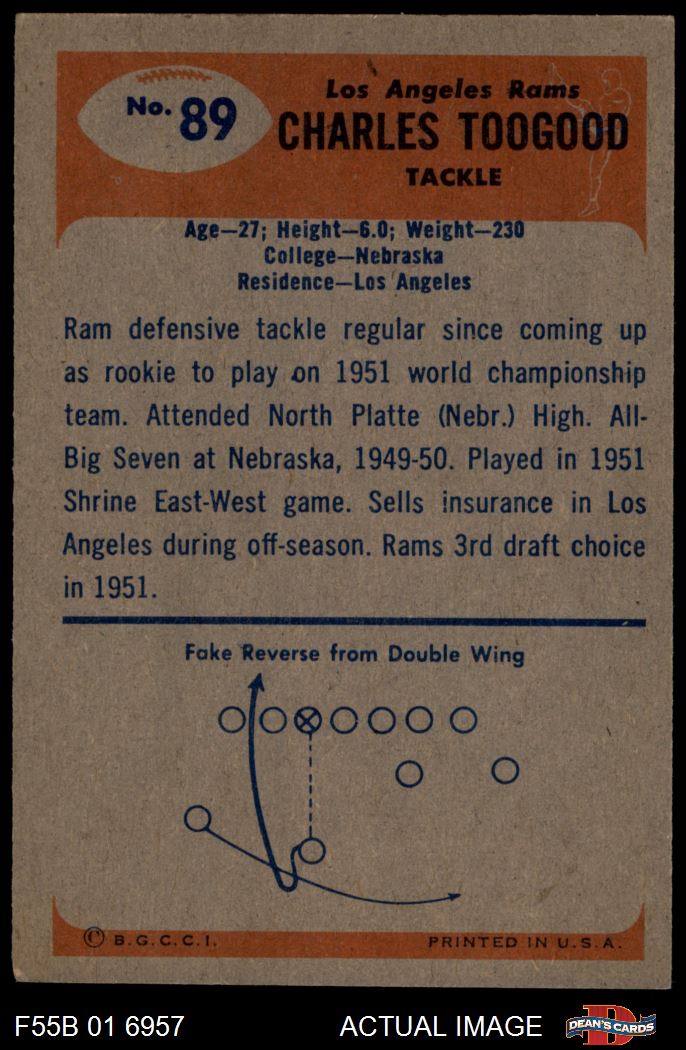 No. 89
Los Angeles Rams
CHARLES TOOGOOD
TACKLE
Age—27; Height—6.0; Weight—230
College—Nebraska
Residence—Los Angeles
Ram defensive tackle regular since coming up
as rookie to play on 1951 world championship
team. Attended North Platte (Nebr.) High. All-
Big Seven at Nebraska, 1949-50. Played in 1951
Shrine East-West game. Sells insurance in Los
Angeles during off-season. Rams 3rd draft choice
in 1951.
Fake Reverse from Double Wing
© B.G.C.C.I.
PRINTED IN U.S.A.
F55B 01 6957
ACTUAL IMAGE
D
DEAN'S CARDS